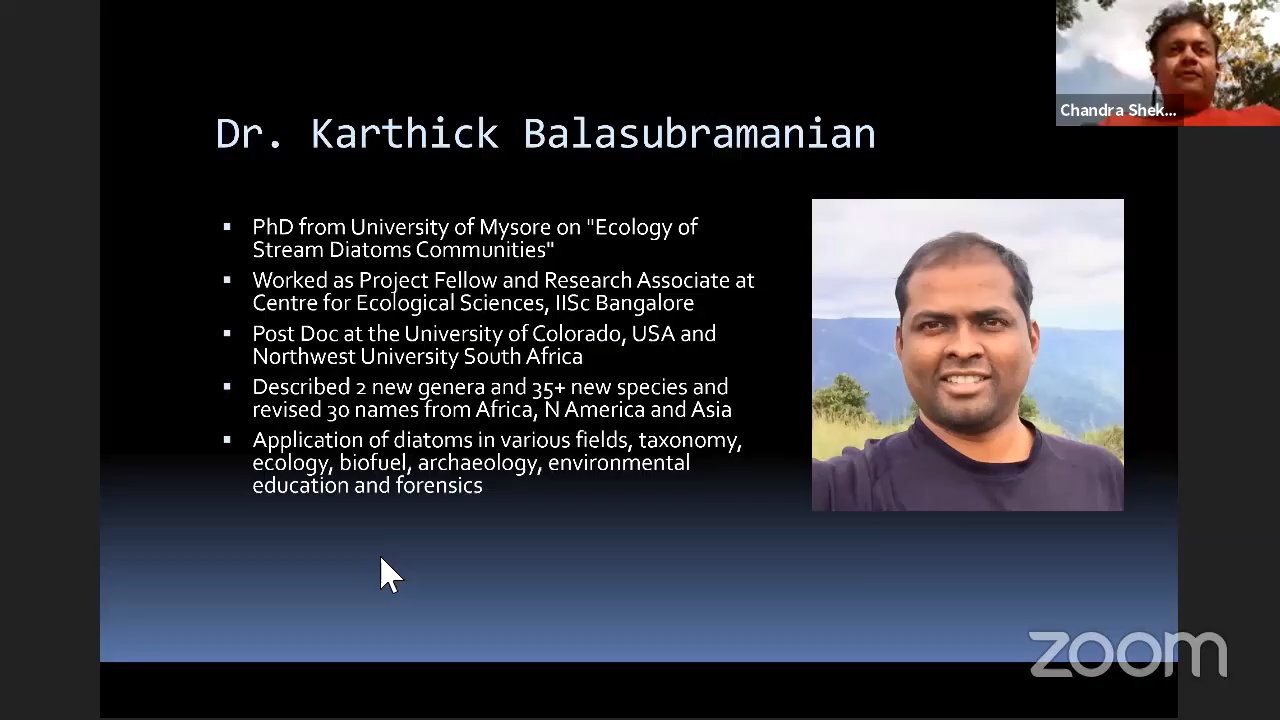 Chandra Shek...
Dr. Karthick Balasubramanian
▪ PhD from University of Mysore on "Ecology of
Stream Diatoms Communities"
▪ Worked as Project Fellow and Research Associate at
Centre for Ecological Sciences, IISc Bangalore
▪ Post Doc at the University of Colorado, USA and
Northwest University South Africa
▪ Described 2 new genera and 35+ new species and
revised 30 names from Africa, N America and Asia
▪ Application of diatoms in various fields, taxonomy,
ecology, biofuel, archaeology, environmental
education and forensics
zoom